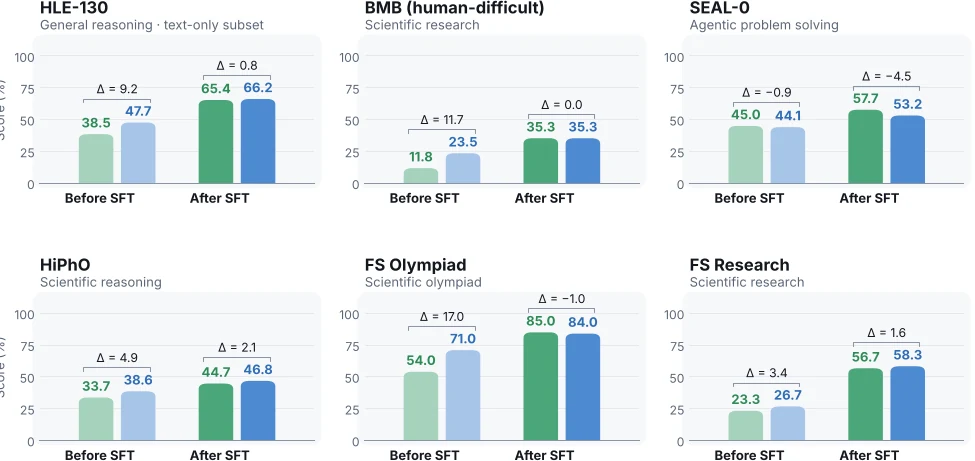 HLE-130
General reasoning · text-only subset
Score (%)
100
75
50
25
0
Δ = 9.2
38.5
47.7
Δ = 0.8
65.4
66.2
Before SFT
After SFT
BMB (human-difficult)
Scientific research
100
75
50
25
0
Δ = 11.7
11.8
23.5
Δ = 0.0
35.3
35.3
Before SFT
After SFT
SEAL-0
Agentic problem solving
100
75
50
25
0
Δ = −0.9
45.0
44.1
Δ = −4.5
57.7
53.2
Before SFT
After SFT
HiPhO
Scientific reasoning
Score (%)
100
75
50
25
0
Δ = 4.9
33.7
38.6
Δ = 2.1
44.7
46.8
Before SFT
After SFT
FS Olympiad
Scientific olympiad
100
75
50
25
0
Δ = 17.0
54.0
71.0
Δ = −1.0
85.0
84.0
Before SFT
After SFT
FS Research
Scientific research
100
75
50
25
0
Δ = 3.4
23.3
26.7
Δ = 1.6
56.7
58.3
Before SFT
After SFT